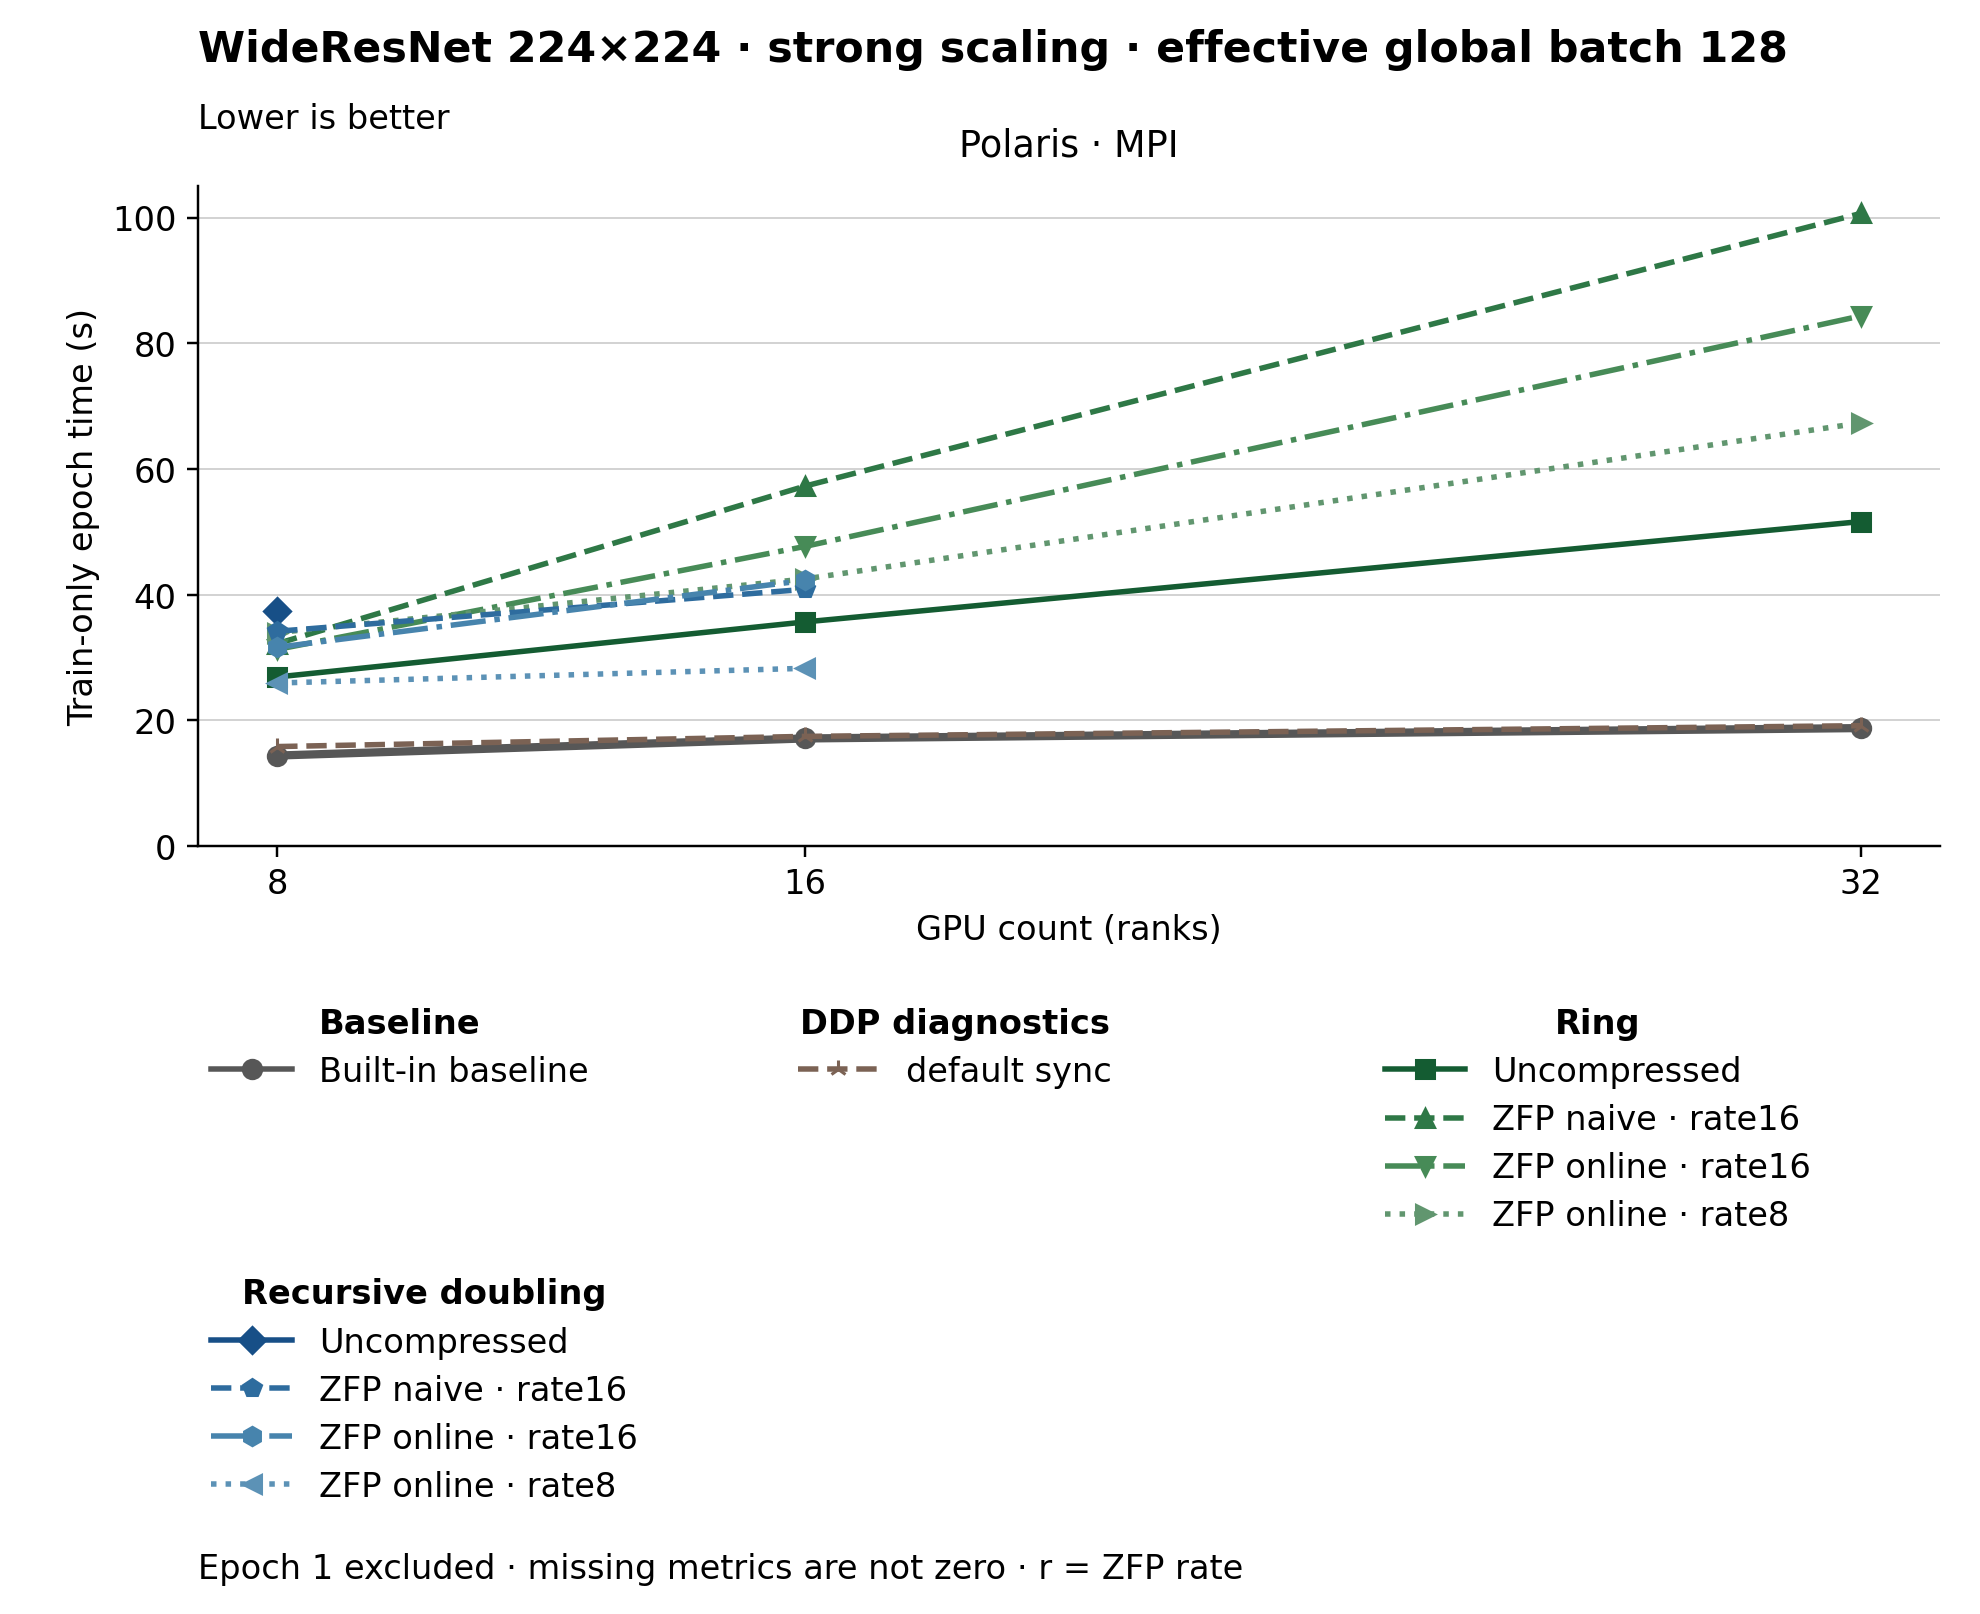 WideResNet 224×224 · strong scaling · effective global batch 128
Lower is better
Polaris · MPI
Train-only epoch time (s)
100
80
60
40
20
0
8 16 32
GPU count (ranks)
Baseline
Built-in baseline
DDP diagnostics
default sync
Ring
Uncompressed
ZFP naive · rate16
ZFP online · rate16
ZFP online · rate8
Recursive doubling
Uncompressed
ZFP naive · rate16
ZFP online · rate16
ZFP online · rate8
Epoch 1 excluded · missing metrics are not zero · r = ZFP rate